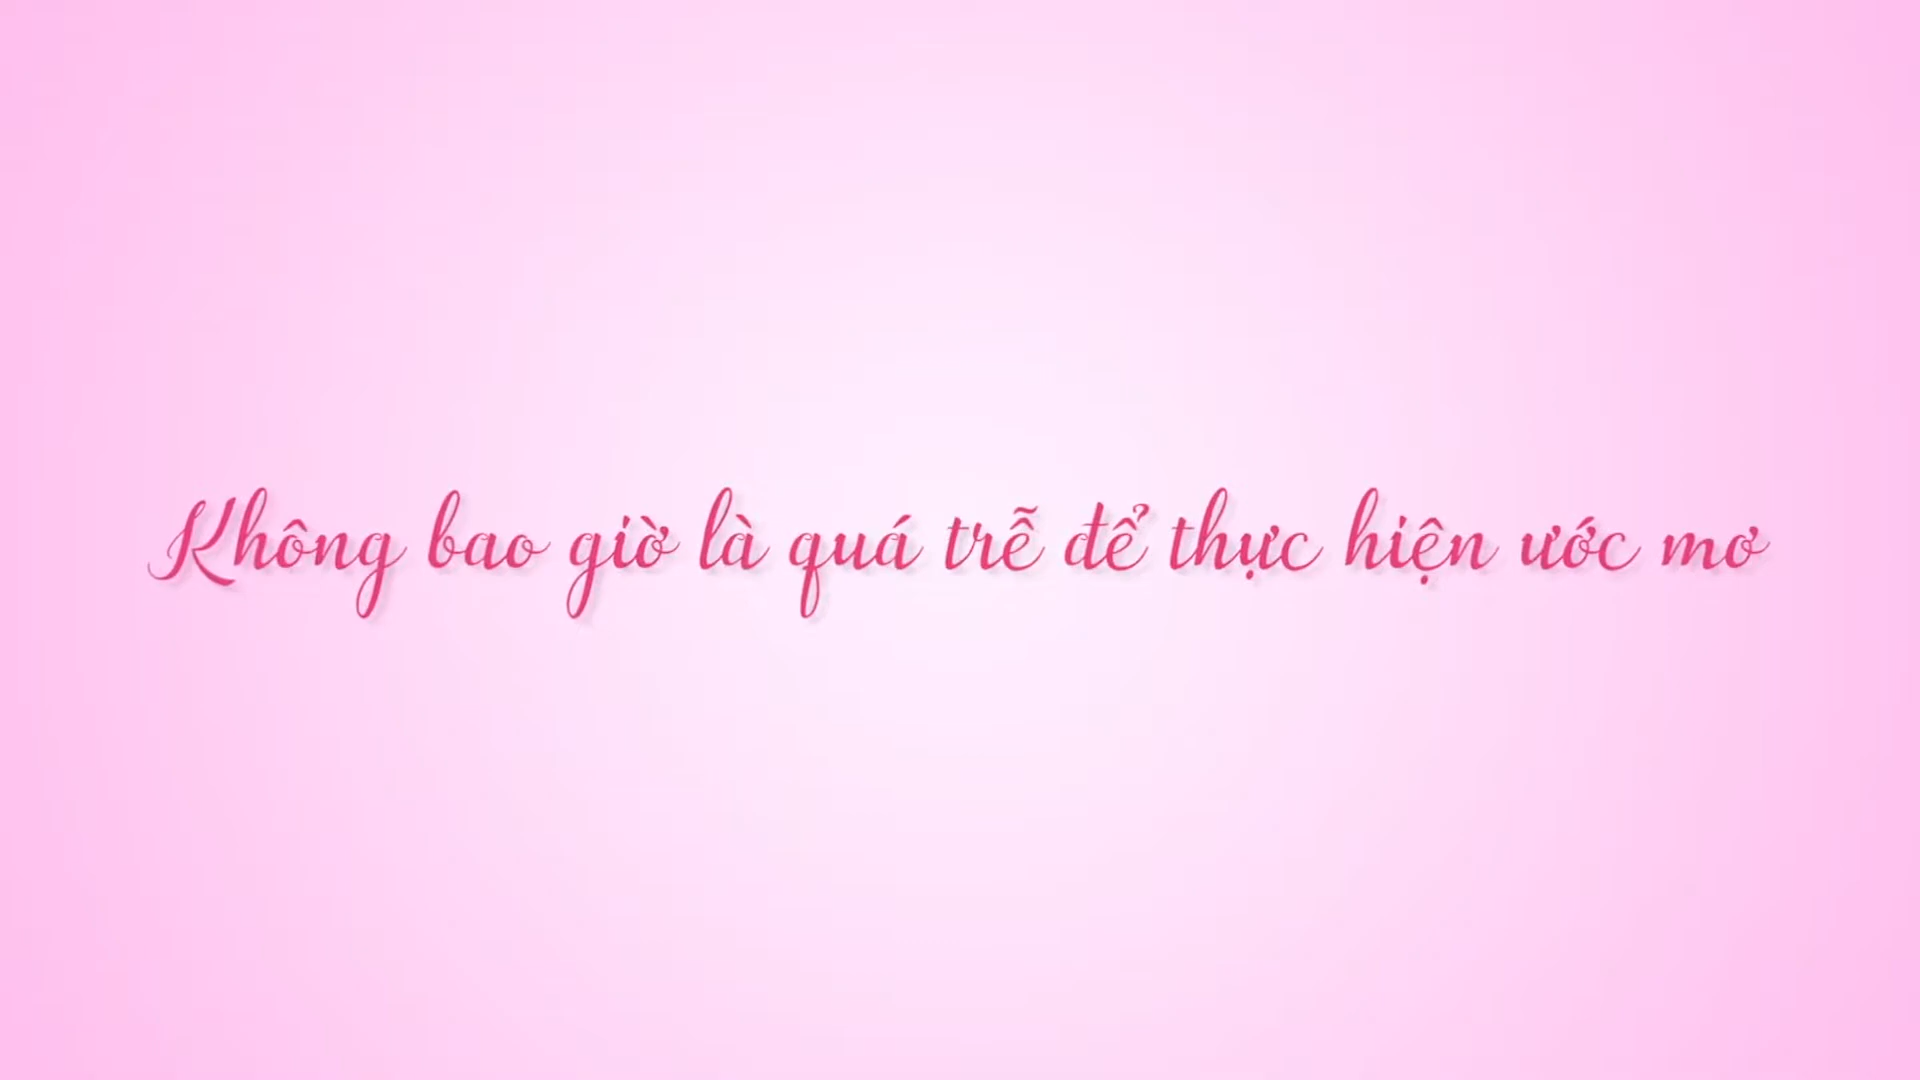 Không bao giờ là quá trễ để thực hiện ước mơ